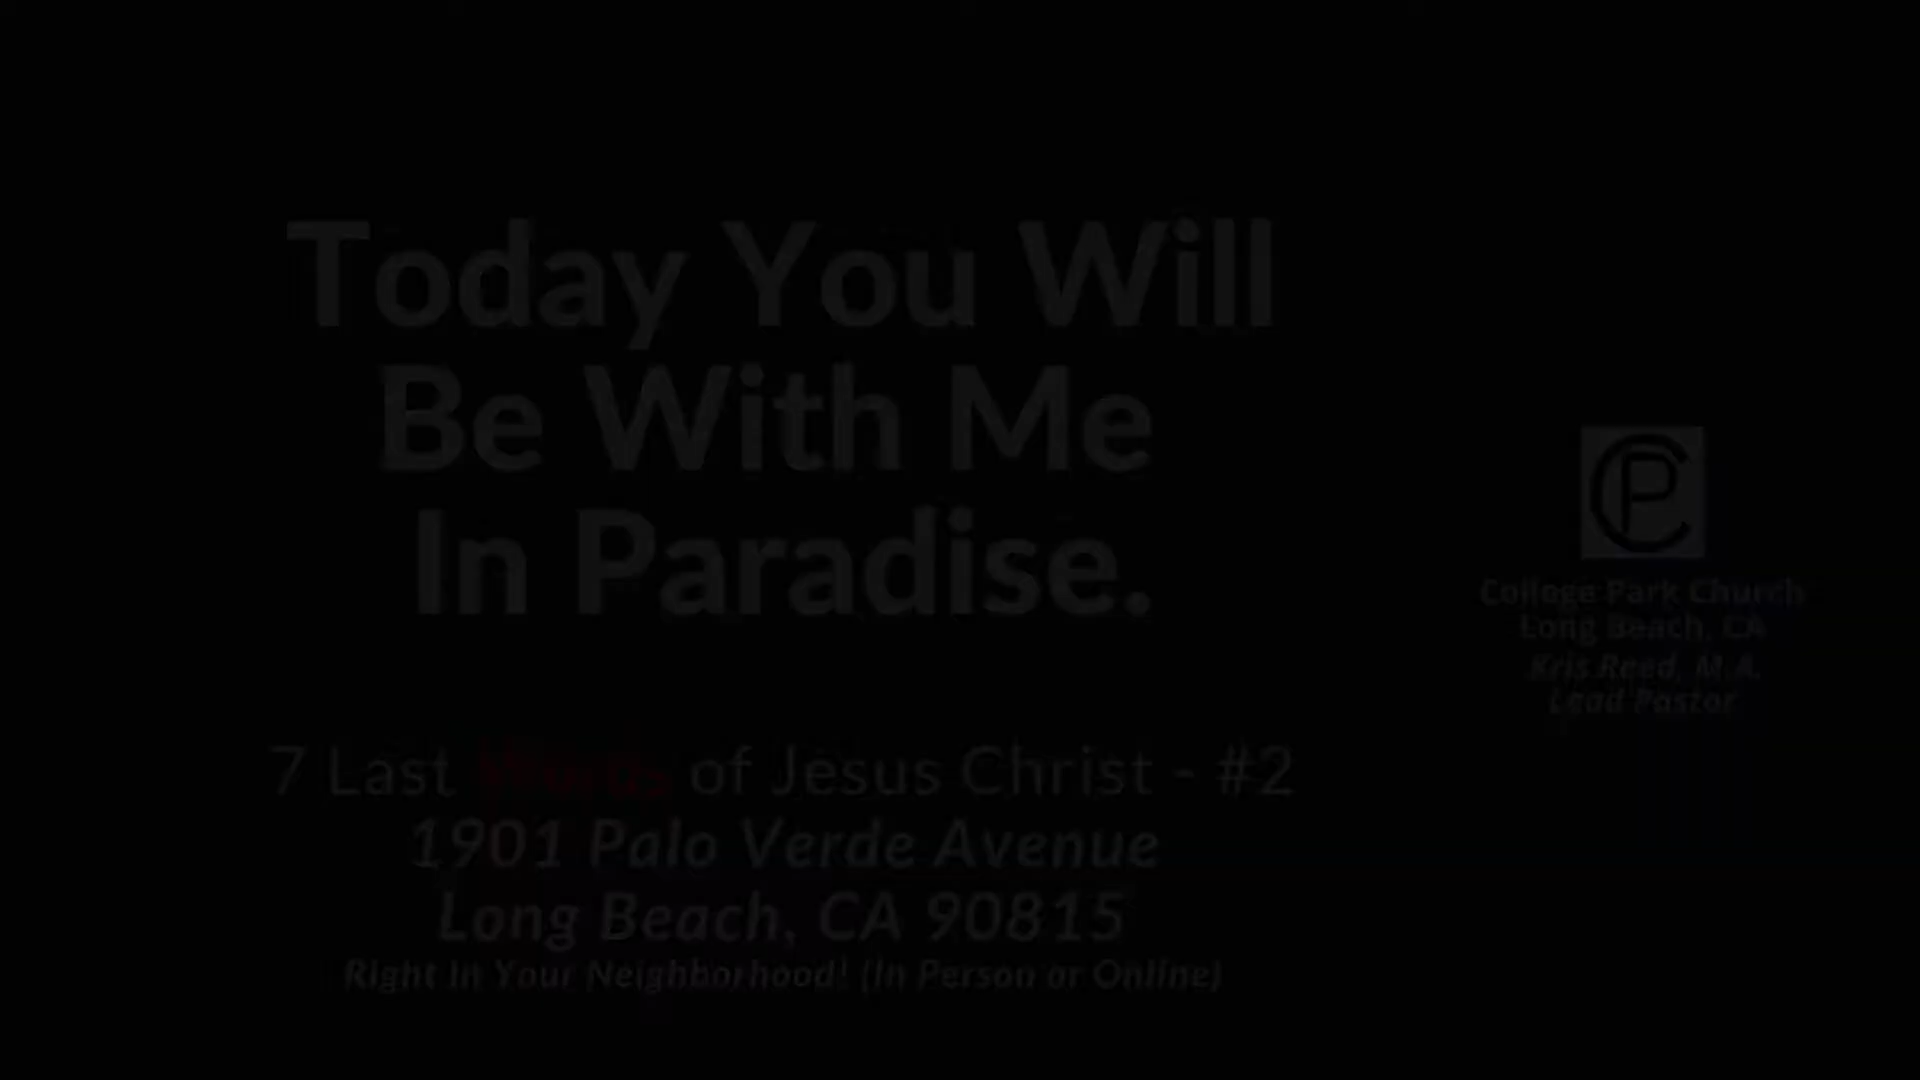 Today You Will
Be With Me
In Paradise.
7 Last Words of Jesus Christ - #2
1901 Palo Verde Avenue
Long Beach, CA 90815
Right In Your Neighborhood! (In Person or Online)
CP
College Park Church
Long Beach, CA
Kris Reed, M.A.
Lead Pastor